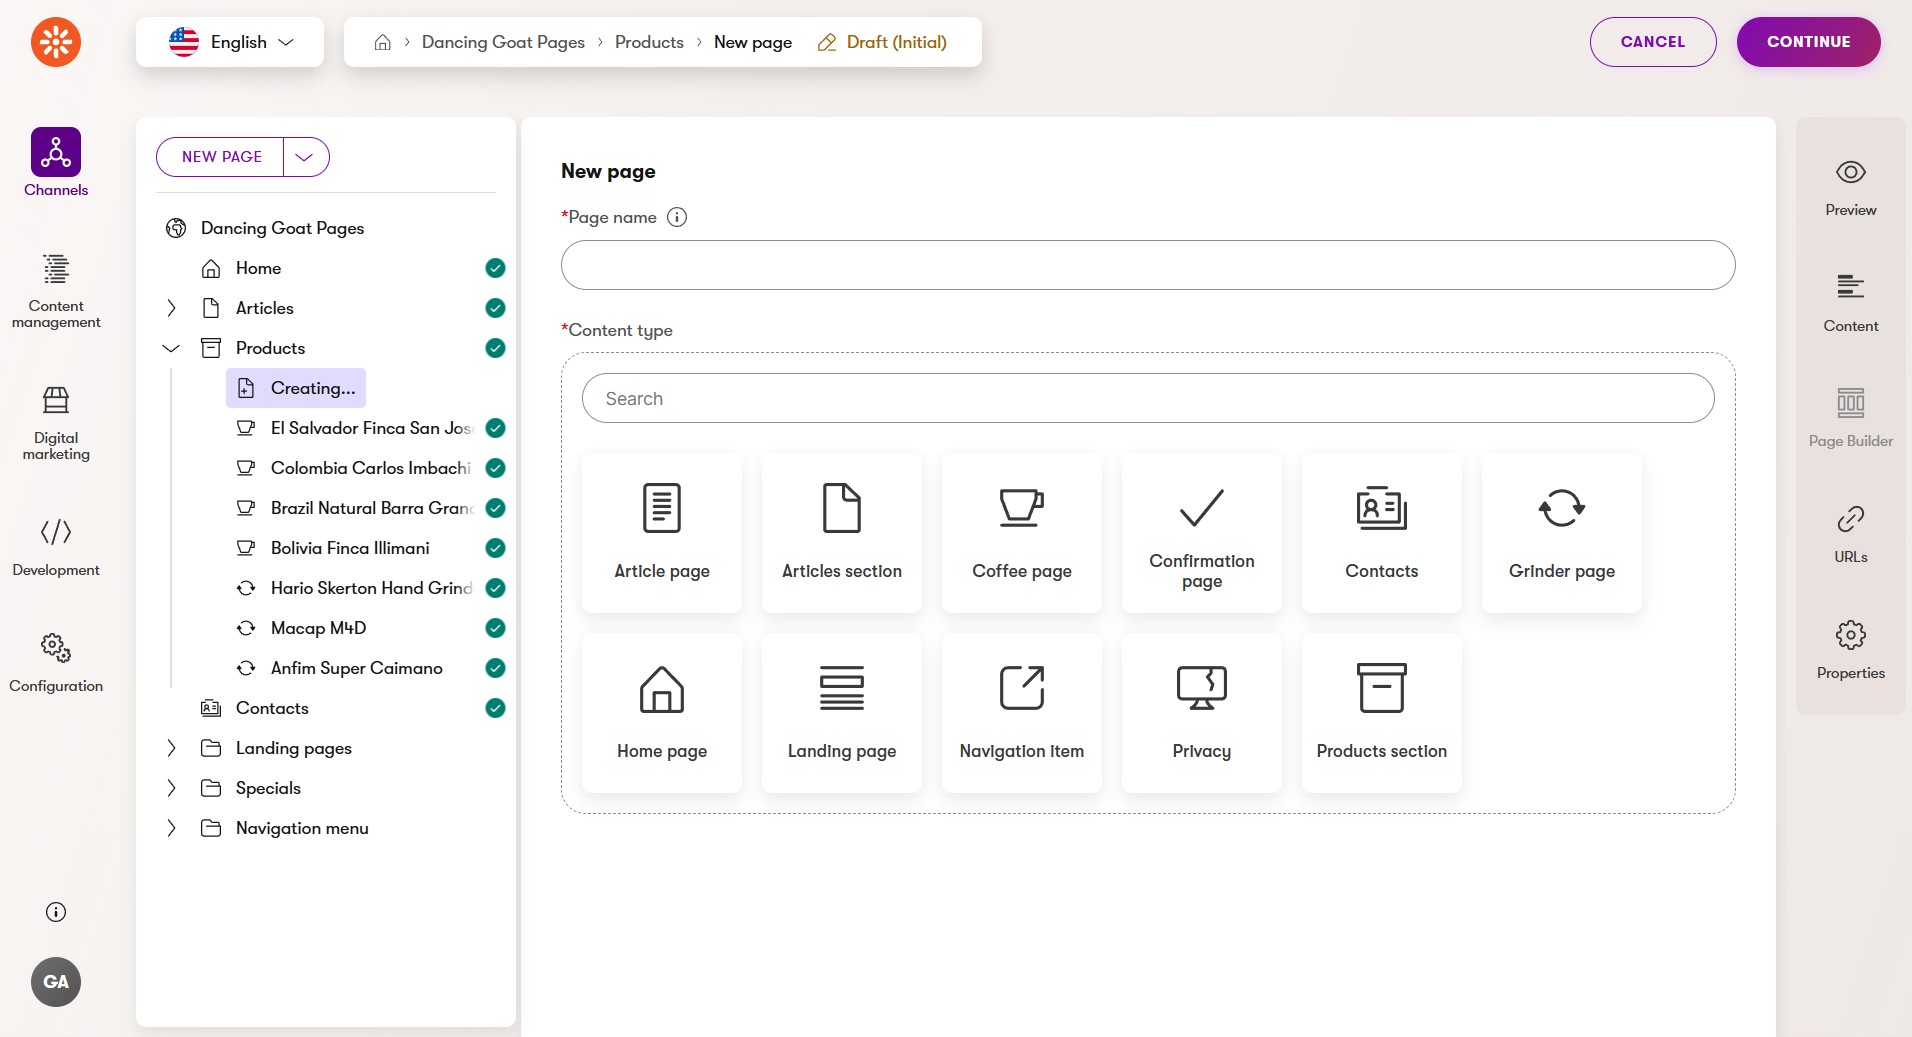 English
Dancing Goat Pages
Products
New page
Draft (Initial)
CANCEL
CONTINUE
Channels
Content
management
Digital
marketing
Development
Configuration
GA
NEW PAGE
Dancing Goat Pages
Home
Articles
Products
Creating...
El Salvador Finca San Jos
Colombia Carlos Imbachi
Brazil Natural Barra Gran
Bolivia Finca Illimani
Hario Skerton Hand Grind
Macap M4D
Anfim Super Caimano
Contacts
Landing pages
Specials
Navigation menu
New page
*Page name
*Content type
Search
Article page
Articles section
Coffee page
Confirmation
page
Contacts
Grinder page
Home page
Landing page
Navigation item
Privacy
Products section
Preview
Content
Page Builder
URLs
Properties